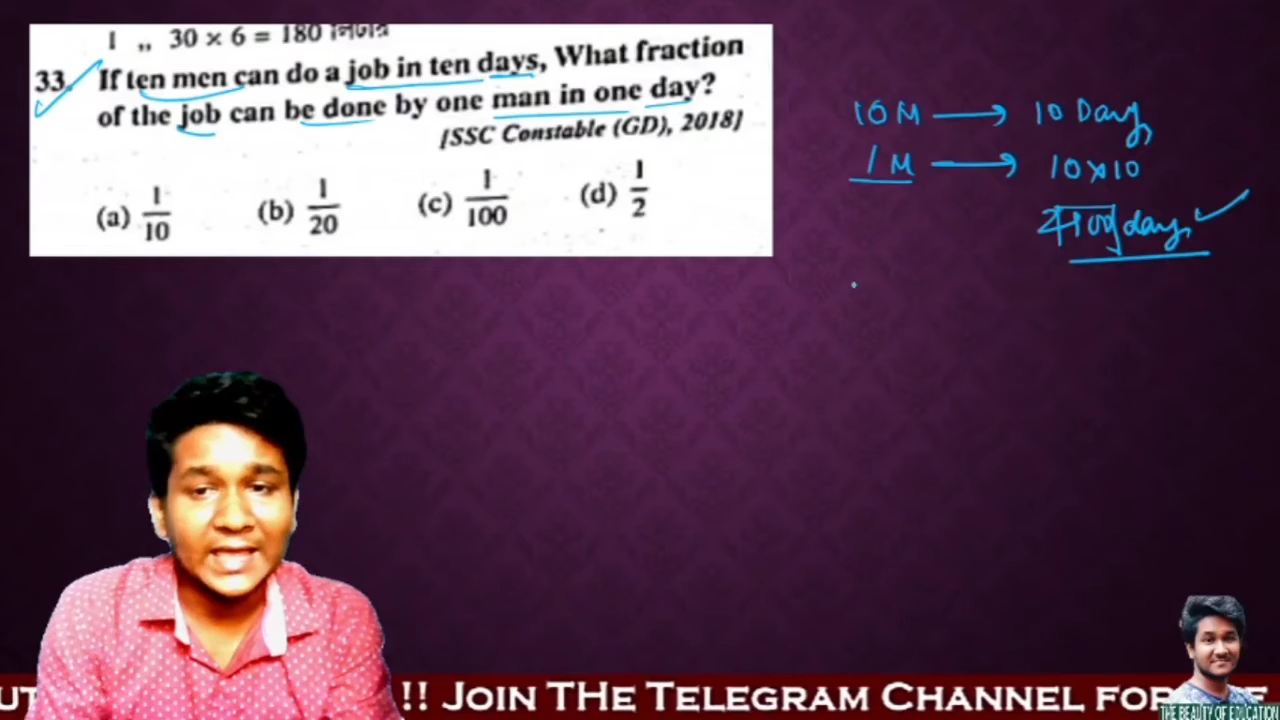 1 ,, 30 × 6 = 180 লিটার
33. If ten men can do a job in ten days, What fraction
of the job can be done by one man in one day?
[SSC Constable (GD), 2018]
(a) 1/10 (b) 1/20 (c) 1/100 (d) 1/2
10 M → 10 Days
1 M → 10×10
100 days
!! JOIN THE TELEGRAM CHANNEL FOR
THE BEAUTY OF EDUCATION